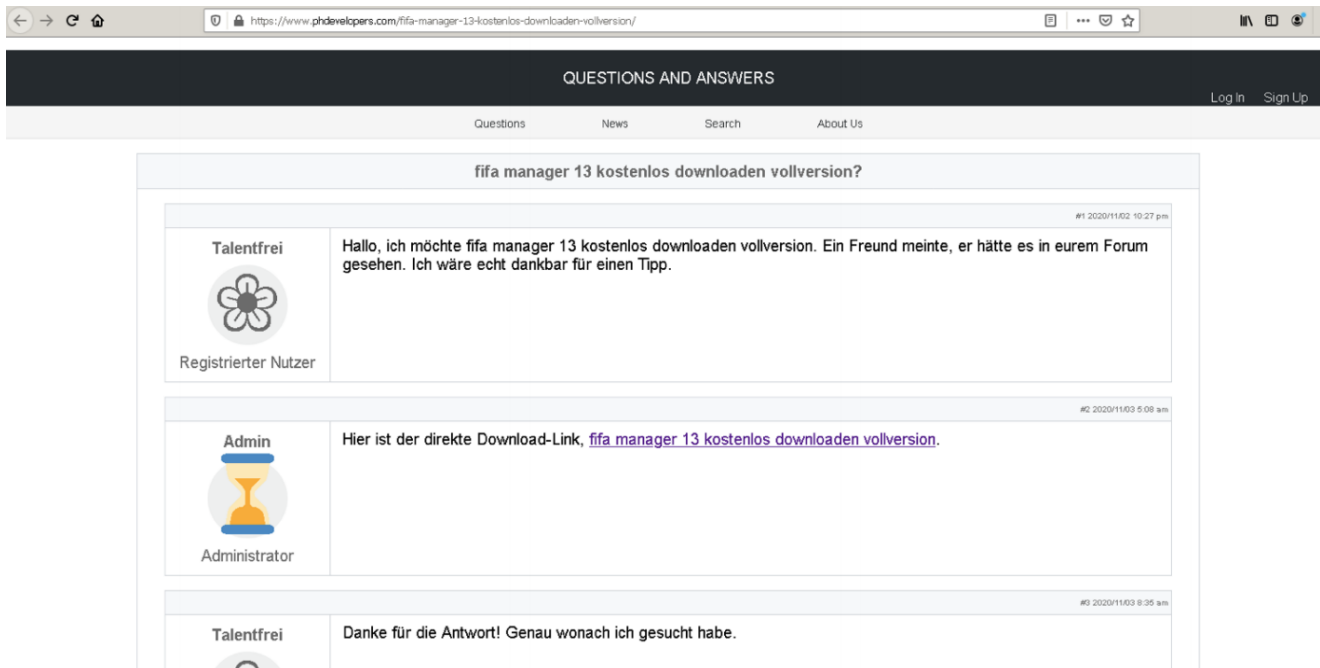 https://www.phdevelopers.com/fifa-manager-13-kostenlos-downloaden-vollversion/
QUESTIONS AND ANSWERS
Log In Sign Up
Questions News Search About Us
fifa manager 13 kostenlos downloaden vollversion?
#1 2020/11/02 10:27 pm
Talentfrei
Hallo, ich möchte fifa manager 13 kostenlos downloaden vollversion. Ein Freund meinte, er hätte es in eurem Forum
gesehen. Ich wäre echt dankbar für einen Tipp.
Registrierter Nutzer
#2 2020/11/03 5:08 am
Admin
Hier ist der direkte Download-Link, fifa manager 13 kostenlos downloaden vollversion.
Administrator
#3 2020/11/03 8:35 am
Talentfrei
Danke für die Antwort! Genau wonach ich gesucht habe.